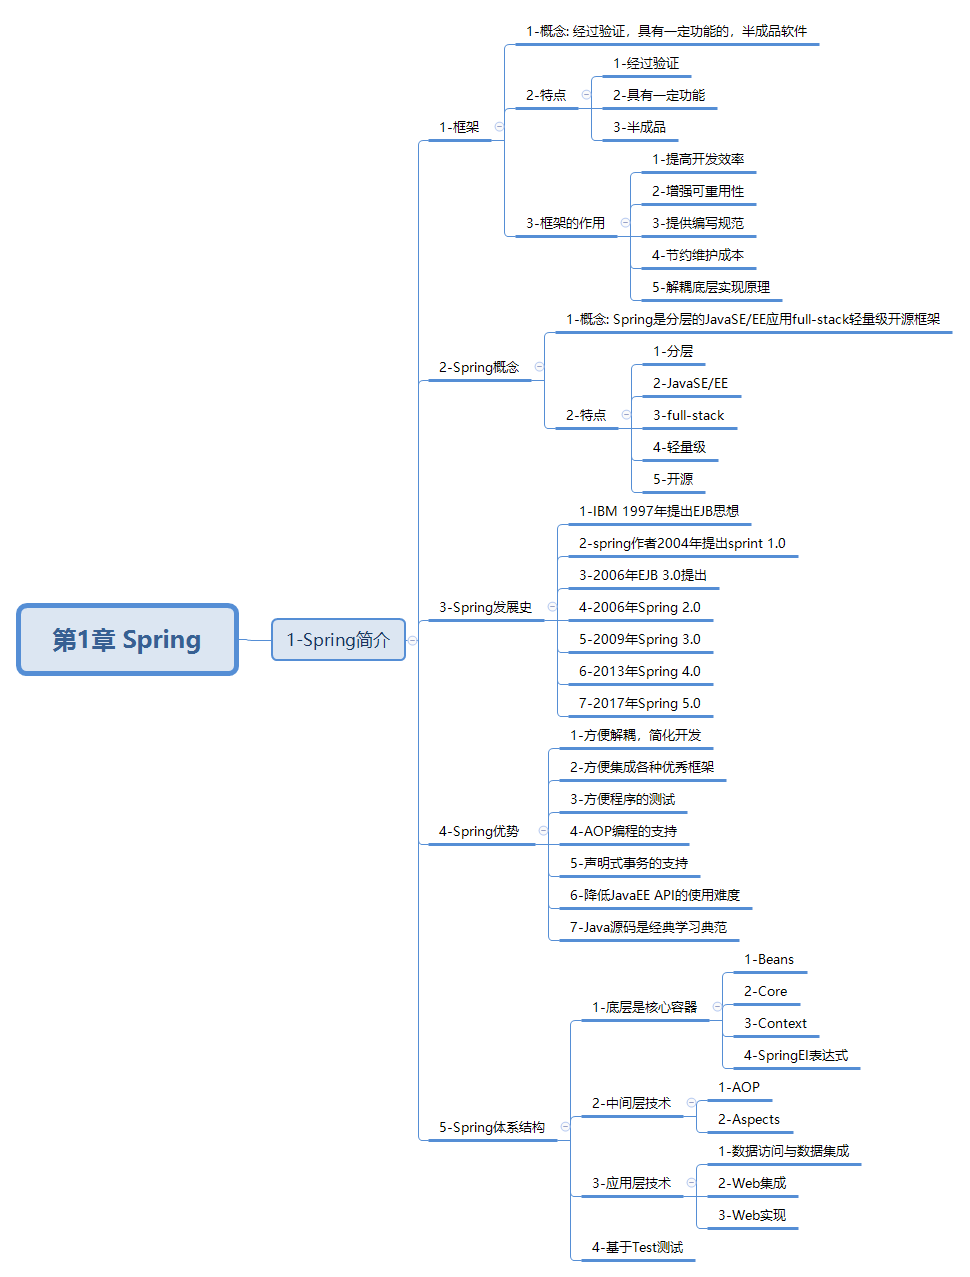 第1章 Spring
1-Spring简介
1-框架
1-概念: 经过验证，具有一定功能的，半成品软件
2-特点
1-经过验证
2-具有一定功能
3-半成品
3-框架的作用
1-提高开发效率
2-增强可重用性
3-提供编写规范
4-节约维护成本
5-解耦底层实现原理
2-Spring概念
1-概念: Spring是分层的JavaSE/EE应用full-stack轻量级开源框架
2-特点
1-分层
2-JavaSE/EE
3-full-stack
4-轻量级
5-开源
3-Spring发展史
1-IBM 1997年提出EJB思想
2-spring作者2004年提出sprint 1.0
3-2006年EJB 3.0提出
4-2006年Spring 2.0
5-2009年Spring 3.0
6-2013年Spring 4.0
7-2017年Spring 5.0
4-Spring优势
1-方便解耦，简化开发
2-方便集成各种优秀框架
3-方便程序的测试
4-AOP编程的支持
5-声明式事务的支持
6-降低JavaEE API的使用难度
7-Java源码是经典学习典范
5-Spring体系结构
1-底层是核心容器
1-Beans
2-Core
3-Context
4-SpringEl表达式
2-中间层技术
1-AOP
2-Aspects
3-应用层技术
1-数据访问与数据集成
2-Web集成
3-Web实现
4-基于Test测试